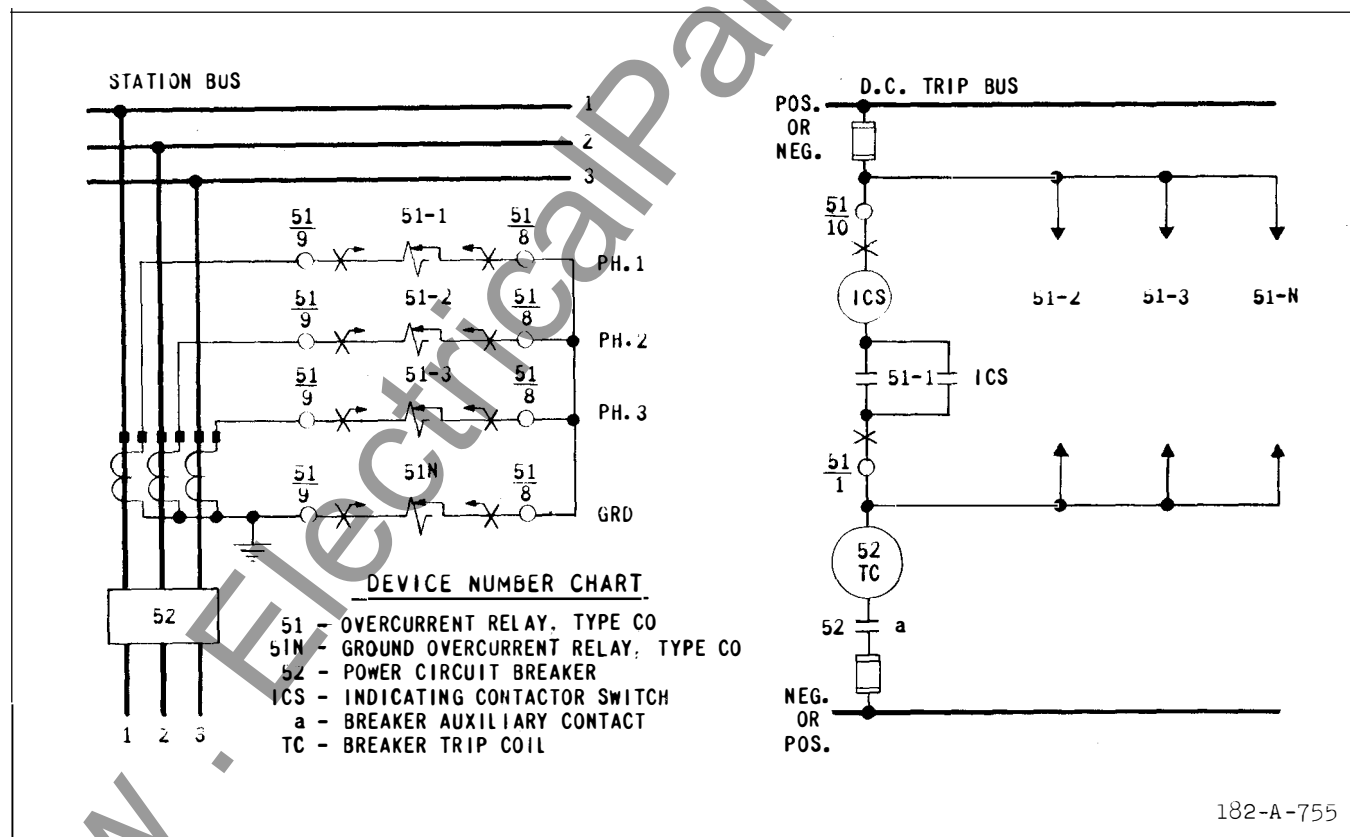 STATION BUS
1
2
3
51
9
51-1
51
8
PH.1
51
9
51-2
51
8
PH.2
51
9
51-3
51
8
PH.3
51
9
51N
51
8
GRD
52
1 2 3
DEVICE NUMBER CHART
51 - OVERCURRENT RELAY, TYPE CO
51N - GROUND OVERCURRENT RELAY, TYPE CO
52 - POWER CIRCUIT BREAKER
ICS - INDICATING CONTACTOR SWITCH
a - BREAKER AUXILIARY CONTACT
TC - BREAKER TRIP COIL
D.C. TRIP BUS
POS.
OR
NEG.
51
10
ICS
51-2 51-3 51-N
51-1 ICS
51
1
52
TC
52 a
NEG.
OR
POS.
182-A-755
w.ElectricalPa